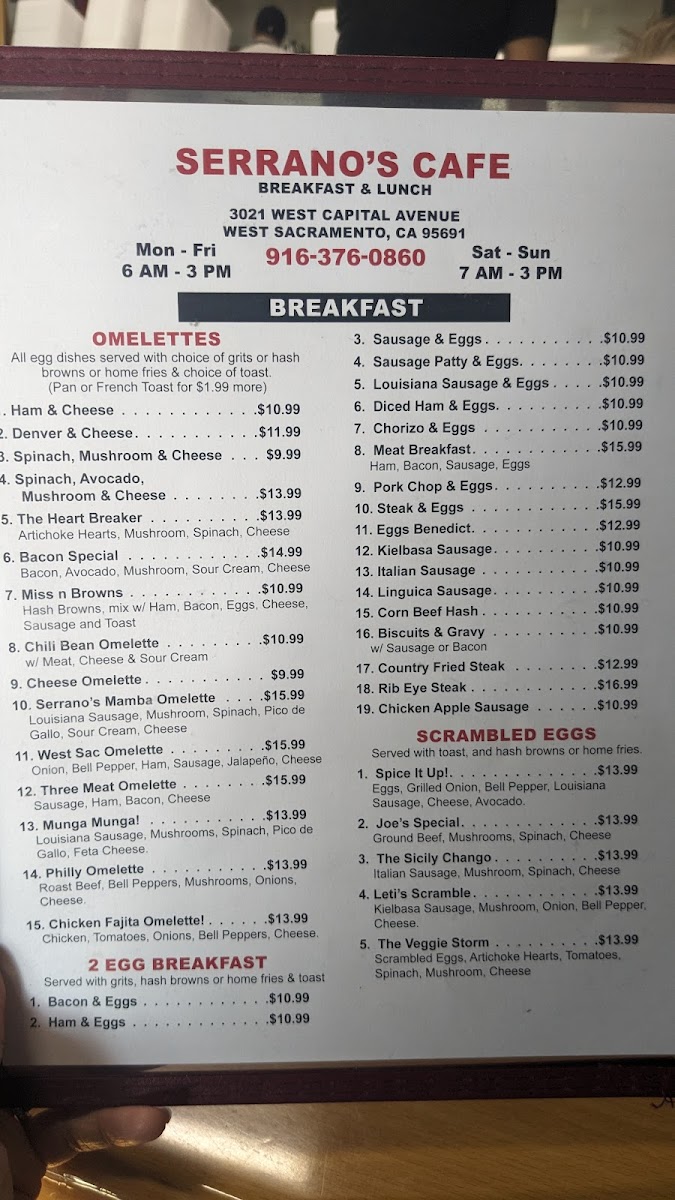 SERRANO'S CAFE
BREAKFAST & LUNCH
3021 WEST CAPITAL AVENUE
WEST SACRAMENTO, CA 95691
Mon - Fri
6 AM - 3 PM
916-376-0860
Sat - Sun
7 AM - 3 PM
BREAKFAST
OMELETTES
All egg dishes served with choice of grits or hash
browns or home fries & choice of toast.
(Pan or French Toast for $1.99 more)
. Ham & Cheese . . . . . . . . . . . . .$10.99
2. Denver & Cheese. . . . . . . . . . . .$11.99
3. Spinach, Mushroom & Cheese . . . $9.99
4. Spinach, Avocado,
Mushroom & Cheese . . . . . . . .$13.99
5. The Heart Breaker . . . . . . . . . .$13.99
Artichoke Hearts, Mushroom, Spinach, Cheese
6. Bacon Special . . . . . . . . . . . . .$14.99
Bacon, Avocado, Mushroom, Sour Cream, Cheese
7. Miss n Browns . . . . . . . . . . . . .$10.99
Hash Browns, mix w/ Ham, Bacon, Eggs, Cheese,
Sausage and Toast
8. Chili Bean Omelette . . . . . . . . .$10.99
w/ Meat, Cheese & Sour Cream
9. Cheese Omelette. . . . . . . . . . . . $9.99
10. Serrano's Mamba Omelette . . . .$15.99
Louisiana Sausage, Mushroom, Spinach, Pico de
Gallo, Sour Cream, Cheese
11. West Sac Omelette . . . . . . . . .$15.99
Onion, Bell Pepper, Ham, Sausage, Jalapeño, Cheese
12. Three Meat Omelette . . . . . . . .$15.99
Sausage, Ham, Bacon, Cheese
13. Munga Munga! . . . . . . . . . . .$13.99
Louisiana Sausage, Mushrooms, Spinach, Pico de
Gallo, Feta Cheese.
14. Philly Omelette . . . . . . . . . . .$13.99
Roast Beef, Bell Peppers, Mushrooms, Onions,
Cheese.
15. Chicken Fajita Omelette! . . . . . .$13.99
Chicken, Tomatoes, Onions, Bell Peppers, Cheese.
2 EGG BREAKFAST
Served with grits, hash browns or home fries & toast
1. Bacon & Eggs . . . . . . . . . . . .$10.99
2. Ham & Eggs . . . . . . . . . . . . .$10.99
3. Sausage & Eggs . . . . . . . . . . .$10.99
4. Sausage Patty & Eggs. . . . . . . .$10.99
5. Louisiana Sausage & Eggs . . . . .$10.99
6. Diced Ham & Eggs. . . . . . . . . .$10.99
7. Chorizo & Eggs . . . . . . . . . . .$10.99
8. Meat Breakfast. . . . . . . . . . . .$15.99
Ham, Bacon, Sausage, Eggs
9. Pork Chop & Eggs. . . . . . . . . .$12.99
10. Steak & Eggs . . . . . . . . . . . .$15.99
11. Eggs Benedict. . . . . . . . . . . .$12.99
12. Kielbasa Sausage. . . . . . . . . .$10.99
13. Italian Sausage . . . . . . . . . . .$10.99
14. Linguica Sausage. . . . . . . . . .$10.99
15. Corn Beef Hash . . . . . . . . . . .$10.99
16. Biscuits & Gravy . . . . . . . . . .$10.99
w/ Sausage or Bacon
17. Country Fried Steak . . . . . . . .$12.99
18. Rib Eye Steak . . . . . . . . . . . .$16.99
19. Chicken Apple Sausage . . . . . .$10.99
SCRAMBLED EGGS
Served with toast, and hash browns or home fries.
1. Spice It Up!. . . . . . . . . . . . . .$13.99
Eggs, Grilled Onion, Bell Pepper, Louisiana
Sausage, Cheese, Avocado.
2. Joe's Special. . . . . . . . . . . . .$13.99
Ground Beef, Mushrooms, Spinach, Cheese
3. The Sicily Chango. . . . . . . . . .$13.99
Italian Sausage, Mushroom, Spinach, Cheese
4. Leti's Scramble. . . . . . . . . . . .$13.99
Kielbasa Sausage, Mushroom, Onion, Bell Pepper,
Cheese.
5. The Veggie Storm . . . . . . . . . .$13.99
Scrambled Eggs, Artichoke Hearts, Tomatoes,
Spinach, Mushroom, Cheese